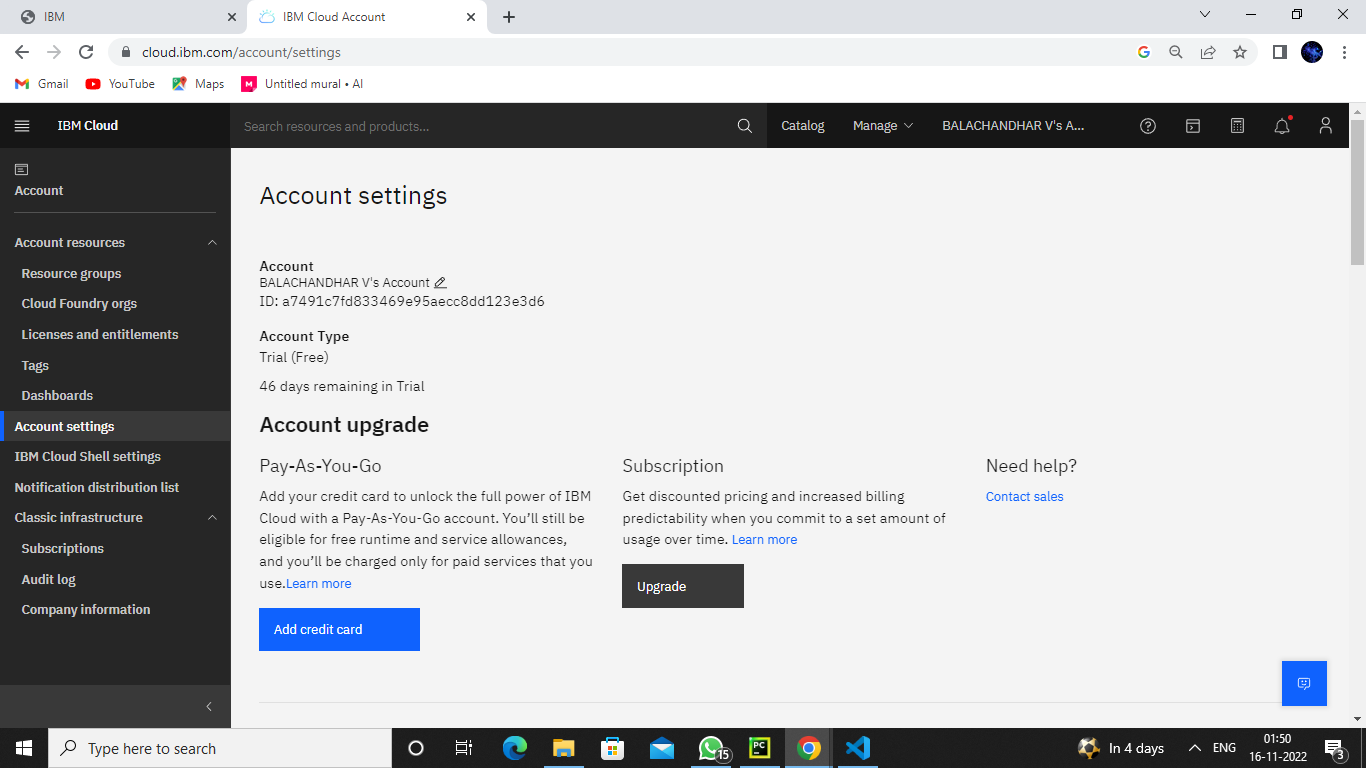 IBM
IBM Cloud Account
cloud.ibm.com/account/settings
Gmail
YouTube
Maps
Untitled mural • AI
IBM Cloud
Search resources and products...
Catalog
Manage
BALACHANDHAR V's A...
Account
Account resources
Resource groups
Cloud Foundry orgs
Licenses and entitlements
Tags
Dashboards
Account settings
IBM Cloud Shell settings
Notification distribution list
Classic infrastructure
Subscriptions
Audit log
Company information
Account settings
Account
BALACHANDHAR V's Account
ID: a7491c7fd833469e95aecc8dd123e3d6
Account Type
Trial (Free)
46 days remaining in Trial
Account upgrade
Pay-As-You-Go
Add your credit card to unlock the full power of IBM
Cloud with a Pay-As-You-Go account. You’ll still be
eligible for free runtime and service allowances,
and you’ll be charged only for paid services that you
use.Learn more
Add credit card
Subscription
Get discounted pricing and increased billing
predictability when you commit to a set amount of
usage over time. Learn more
Upgrade
Need help?
Contact sales
Type here to search
15
PC
In 4 days
ENG
01:50
16-11-2022
3